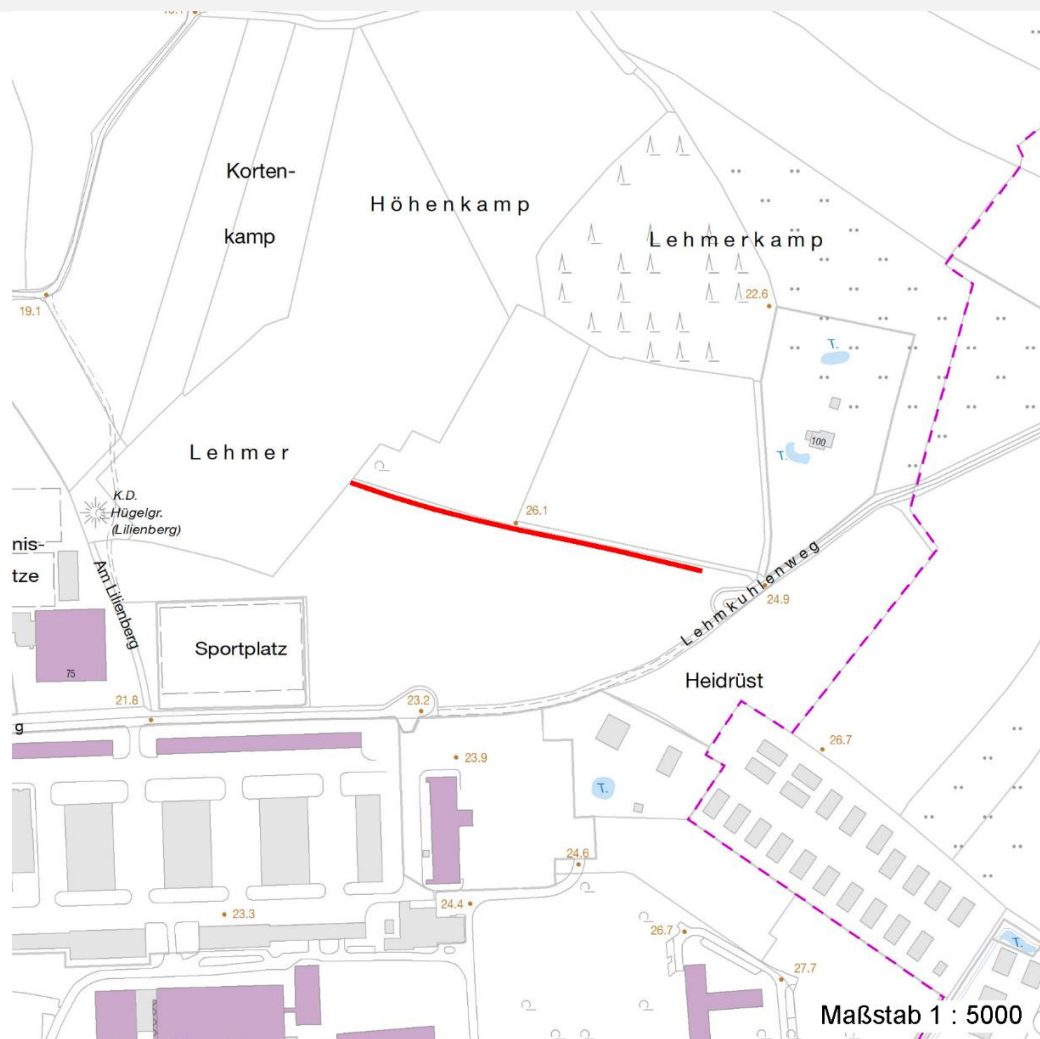 Korten-
kamp
Höhenkamp
Lehmerkamp
22.6
19.1
T.
100
T.
Lehmer
K.D.
Hügelgr.
(Lilienberg)
26.1
nis-
tze
Am Lilienberg
Lehmkuhlenweg
24.9
Sportplatz
75
Heidrüst
21.8
23.2
g
26.7
23.9
T.
24.6
24.4
23.3
26.7
T.
27.7
Maßstab 1 : 5000